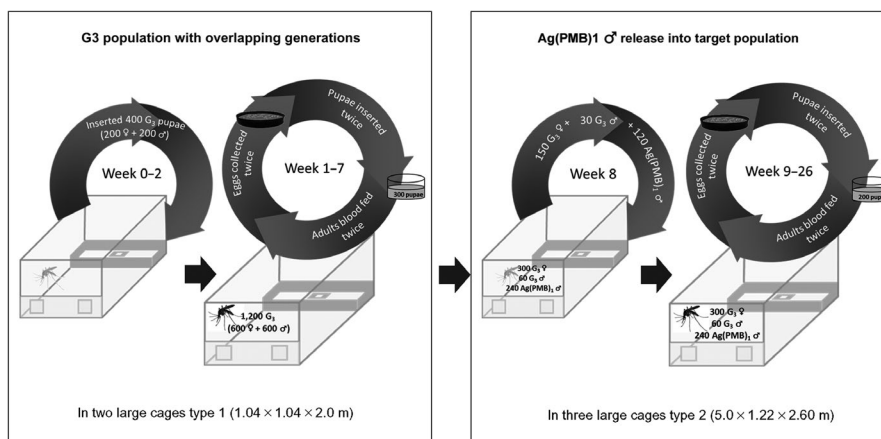 G3 population with overlapping generations
Inserted 400 G₃ pupae
(200 ♀ + 200 ♂)
Week 0–2
Pupae inserted
twice
Eggs collected
twice
Week 1–7
300 pupae
Adults blood fed
twice
1,200 G₃
(600 ♀ + 600 ♂)
In two large cages type 1 (1.04 × 1.04 × 2.0 m)
Ag(PMB)1 ♂ release into target population
150 G₃ ♀ + 30 G₃ ♂ + 120 Ag(PMB)₁ ♂
Week 8
300 G₃ ♀
60 G₃ ♂
240 Ag(PMB)₁ ♂
Pupae inserted
twice
Eggs collected
twice
Week 9–26
200 pup
Adults blood fed
twice
300 G₃ ♀
60 G₃ ♂
240 Ag(PMB)₁ ♂
In three large cages type 2 (5.0 × 1.22 × 2.60 m)